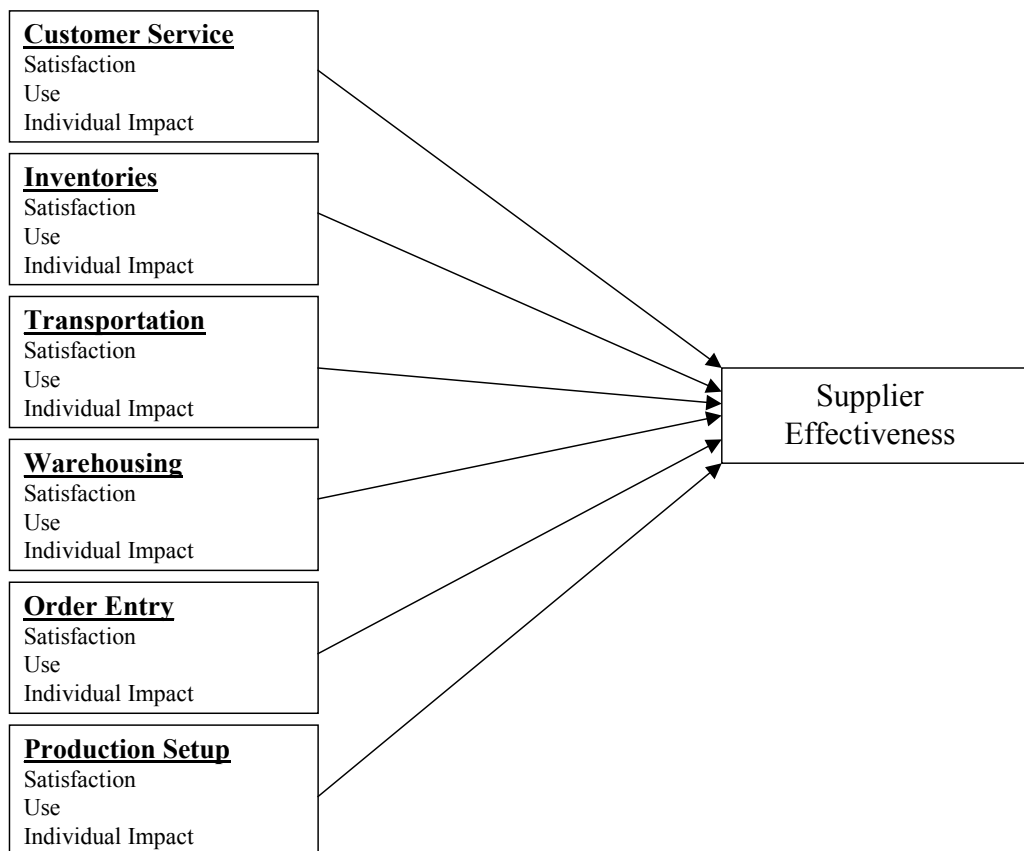 Customer Service
Satisfaction
Use
Individual Impact
Inventories
Satisfaction
Use
Individual Impact
Transportation
Satisfaction
Use
Individual Impact
Warehousing
Satisfaction
Use
Individual Impact
Order Entry
Satisfaction
Use
Individual Impact
Production Setup
Satisfaction
Use
Individual Impact
Supplier
Effectiveness